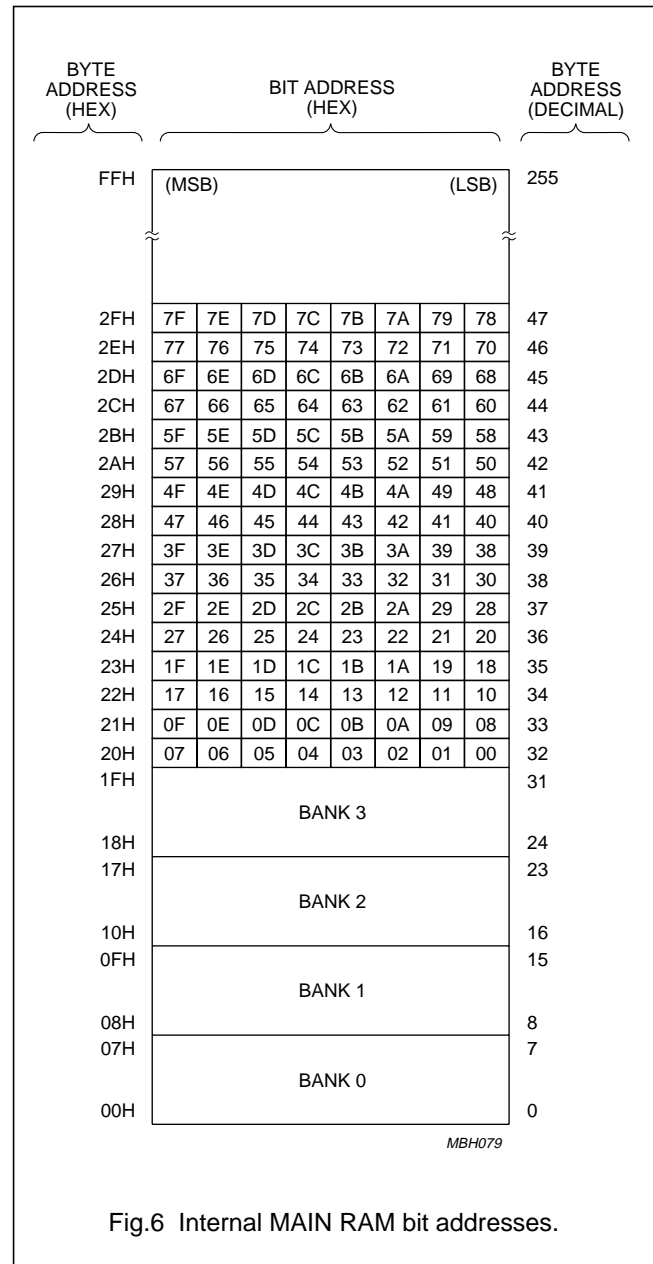 BYTE ADDRESS (HEX)
BIT ADDRESS (HEX)
BYTE ADDRESS (DECIMAL)
FFH (MSB) (LSB) 255
2FH 7F 7E 7D 7C 7B 7A 79 78 47
2EH 77 76 75 74 73 72 71 70 46
2DH 6F 6E 6D 6C 6B 6A 69 68 45
2CH 67 66 65 64 63 62 61 60 44
2BH 5F 5E 5D 5C 5B 5A 59 58 43
2AH 57 56 55 54 53 52 51 50 42
29H 4F 4E 4D 4C 4B 4A 49 48 41
28H 47 46 45 44 43 42 41 40 40
27H 3F 3E 3D 3C 3B 3A 39 38 39
26H 37 36 35 34 33 32 31 30 38
25H 2F 2E 2D 2C 2B 2A 29 28 37
24H 27 26 25 24 23 22 21 20 36
23H 1F 1E 1D 1C 1B 1A 19 18 35
22H 17 16 15 14 13 12 11 10 34
21H 0F 0E 0D 0C 0B 0A 09 08 33
20H 07 06 05 04 03 02 01 00 32
1FH 31
BANK 3
18H 24
17H 23
BANK 2
10H 16
0FH 15
BANK 1
08H 8
07H 7
BANK 0
00H 0
MBH079
Fig.6 Internal MAIN RAM bit addresses.